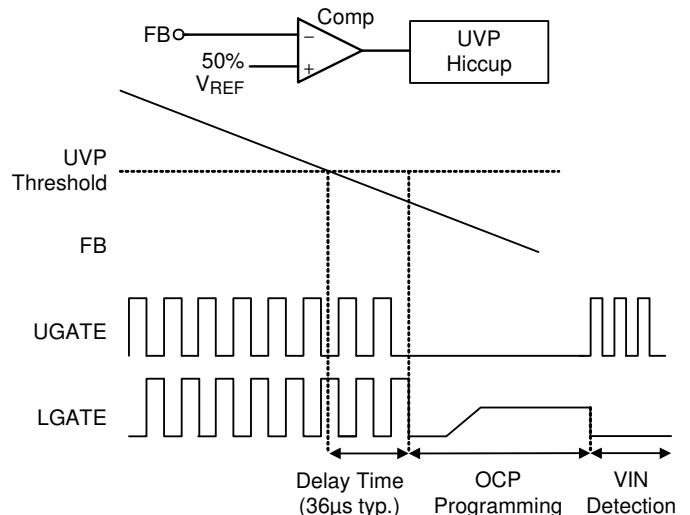 Comp
FB
−
+
50%
VREF
UVP
Hiccup
UVP
Threshold
FB
UGATE
LGATE
Delay Time
(36µs typ.)
OCP
Programming
VIN
Detection